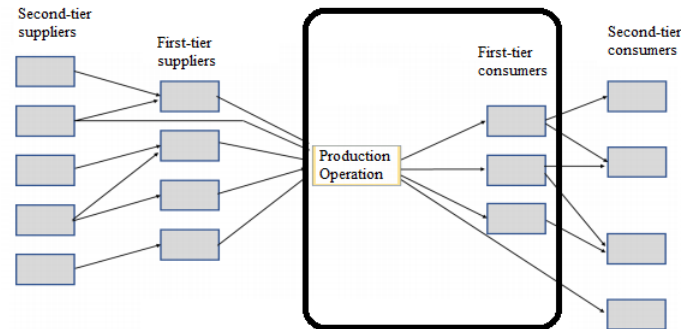 Second-tier
suppliers
First-tier
suppliers
Production
Operation
First-tier
consumers
Second-tier
consumers